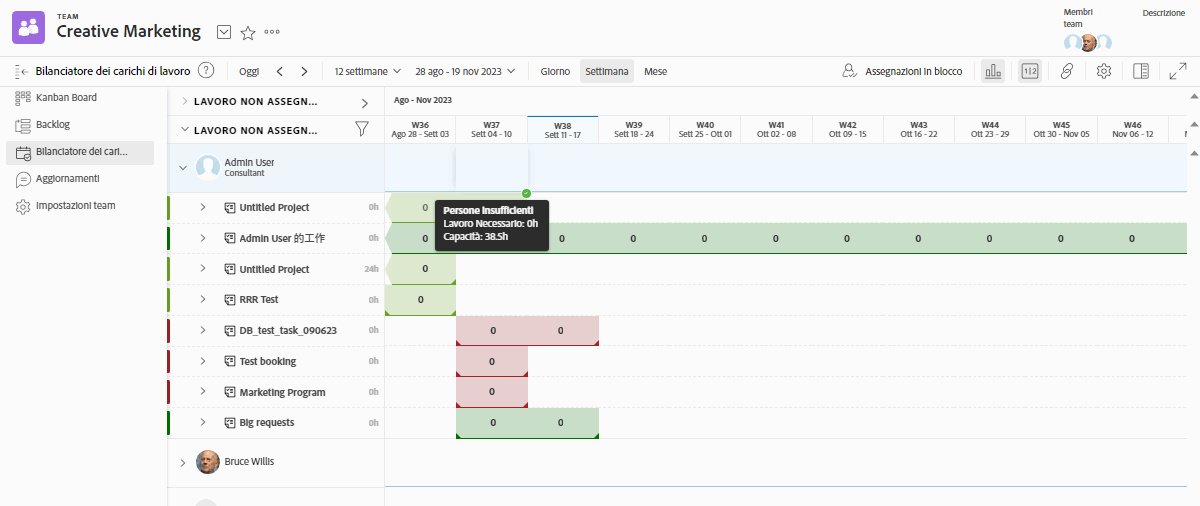 TEAM
Creative Marketing
Membri
team
Descrizione
Bilanciatore dei carichi di lavoro
?
Oggi
12 settimane
28 ago - 19 nov 2023
Giorno
Settimana
Mese
Assegnazioni in blocco
Kanban Board
Backlog
Bilanciatore dei cari...
Aggiornamenti
Impostazioni team
LAVORO NON ASSEGN...
Ago - Nov 2023
LAVORO NON ASSEGN...
W36
Ago 28 - Sett 03
W37
Sett 04 - 10
W38
Sett 11 - 17
W39
Sett 18 - 24
W40
Sett 25 - Ott 01
W41
Ott 02 - 08
W42
Ott 09 - 15
W43
Ott 16 - 22
W44
Ott 23 - 29
W45
Ott 30 - Nov 05
W46
Nov 06 - 12
Admin User
Consultant
Untitled Project 0h 0
Persone insufficienti
Lavoro Necessario: 0h
Capacità: 38.5h
Admin User 的工作 0h 0 0 0 0 0 0 0 0 0 0
Untitled Project 24h 0
RRR Test 0h 0
DB_test_task_090623 0h 0 0
Test booking 0h 0
Marketing Program 0h 0
Big requests 0h 0 0
Bruce Willis